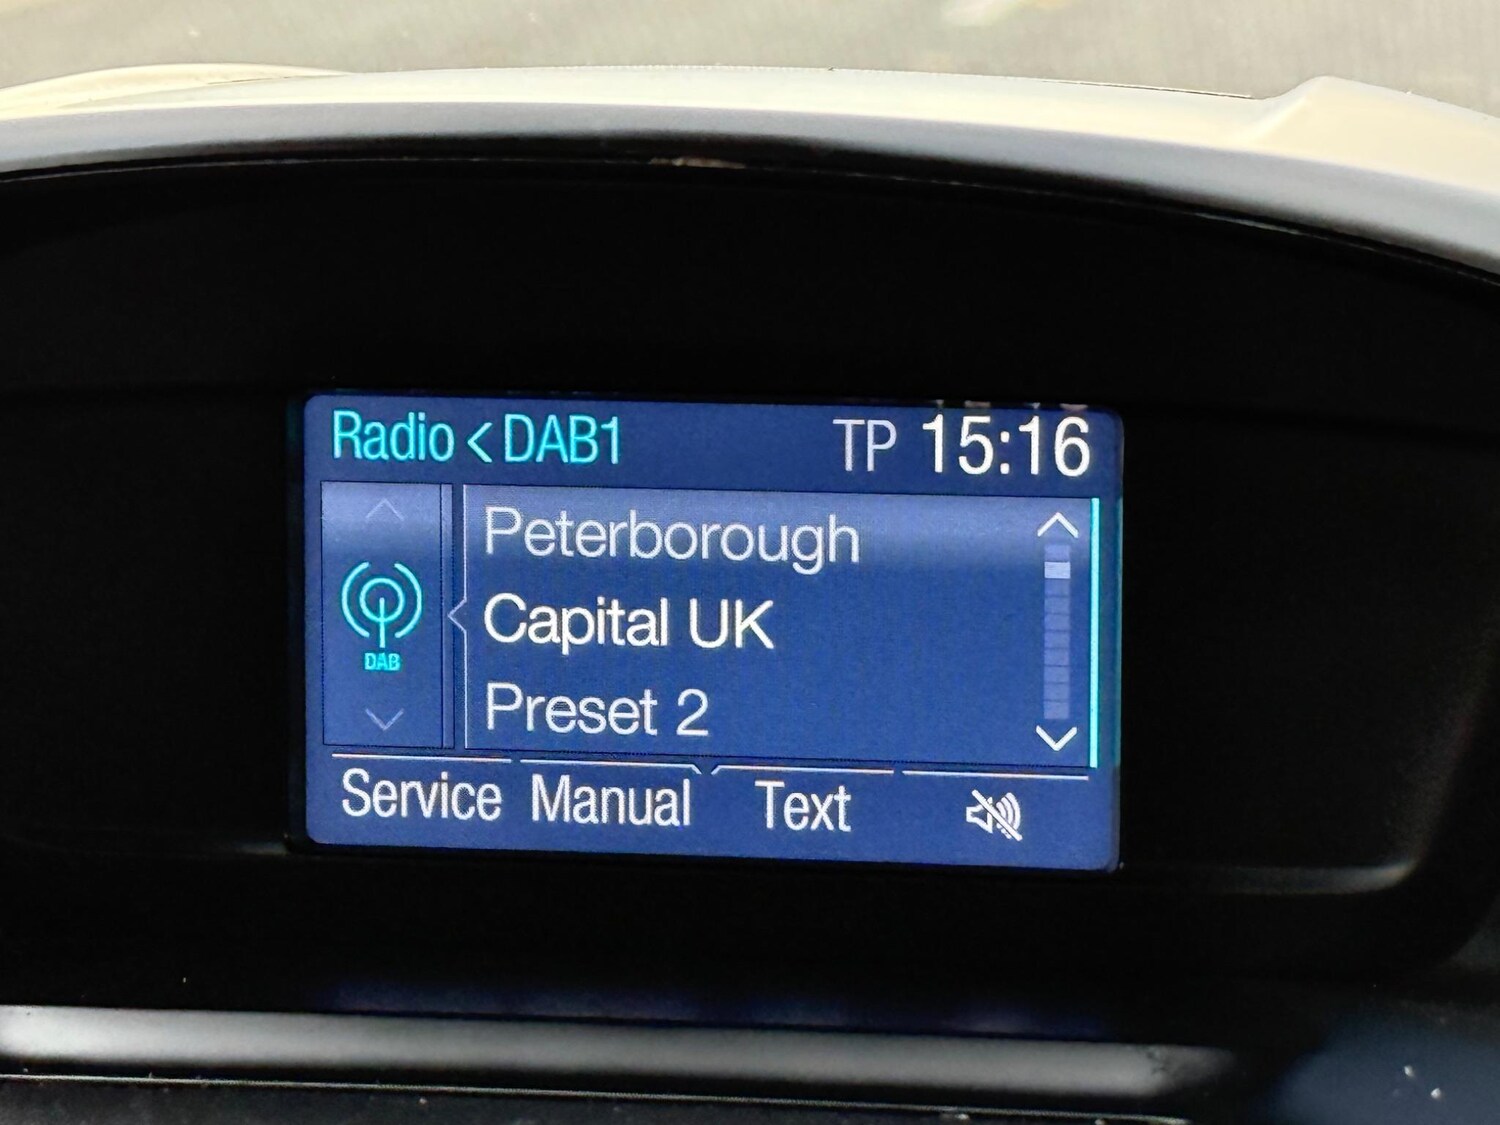 Radio < DAB1 TP 15:16
Peterborough
Capital UK
DAB
Preset 2
Service Manual Text